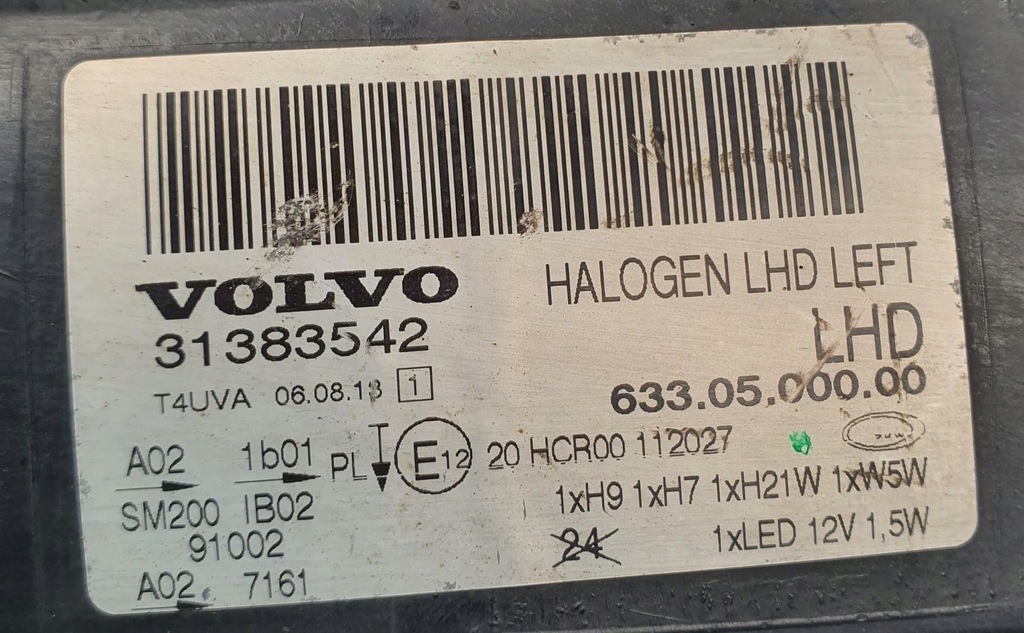 VOLVO
31383542
HALOGEN LHD LEFT
LHD
T4UVA 06.08.13 1
633.05.000.00
A02 1b01 PL E12 20 HCR00 112027
SM200 IB02
1xH9 1xH7 1xH21W 1xW5W
91002
24 1xLED 12V 1,5W
A02 7161